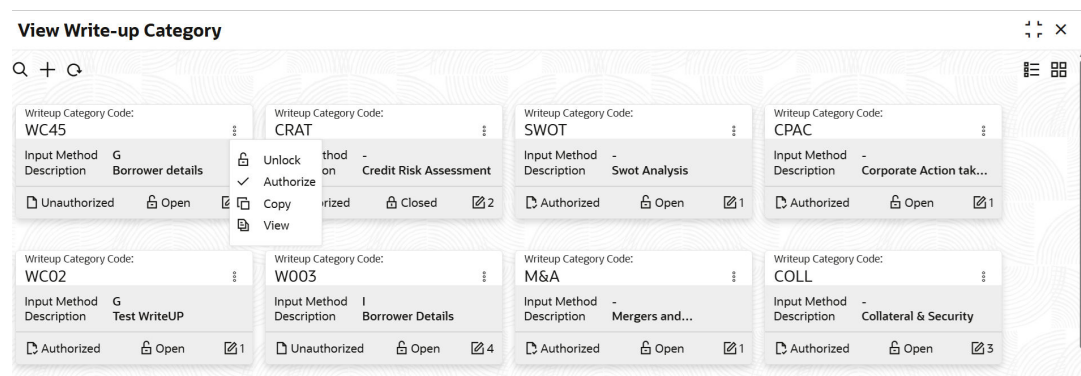 View Write-up Category
Writeup Category Code:
WC45
Input Method G
Description Borrower details
Unauthorized Open
Unlock
Authorize
Copy
View
Writeup Category Code:
CRAT
-
Credit Risk Assessment
Closed 2
Writeup Category Code:
SWOT
Input Method -
Description Swot Analysis
Authorized Open 1
Writeup Category Code:
CPAC
Input Method -
Description Corporate Action tak...
Authorized Open 1
Writeup Category Code:
WC02
Input Method G
Description Test WriteUP
Authorized Open 1
Writeup Category Code:
W003
Input Method I
Description Borrower Details
Unauthorized Open 4
Writeup Category Code:
M&A
Input Method -
Description Mergers and...
Authorized Open 1
Writeup Category Code:
COLL
Input Method -
Description Collateral & Security
Authorized Open 3